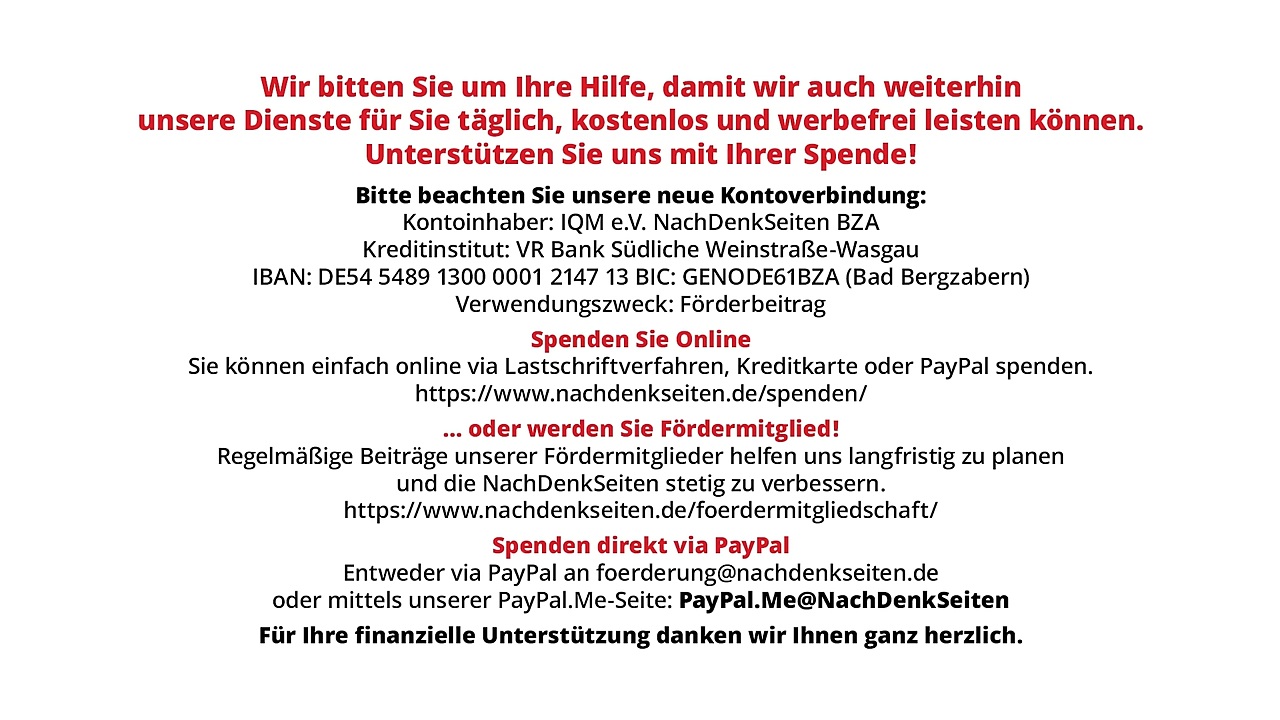 Wir bitten Sie um Ihre Hilfe, damit wir auch weiterhin
unsere Dienste für Sie täglich, kostenlos und werbefrei leisten können.
Unterstützen Sie uns mit Ihrer Spende!
Bitte beachten Sie unsere neue Kontoverbindung:
Kontoinhaber: IQM e.V. NachDenkSeiten BZA
Kreditinstitut: VR Bank Südliche Weinstraße-Wasgau
IBAN: DE54 5489 1300 0001 2147 13 BIC: GENODE61BZA (Bad Bergzabern)
Verwendungszweck: Förderbeitrag
Spenden Sie Online
Sie können einfach online via Lastschriftverfahren, Kreditkarte oder PayPal spenden.
https://www.nachdenkseiten.de/spenden/
... oder werden Sie Fördermitglied!
Regelmäßige Beiträge unserer Fördermitglieder helfen uns langfristig zu planen
und die NachDenkSeiten stetig zu verbessern.
https://www.nachdenkseiten.de/foerdermitgliedschaft/
Spenden direkt via PayPal
Entweder via PayPal an foerderung@nachdenkseiten.de
oder mittels unserer PayPal.Me-Seite: PayPal.Me@NachDenkSeiten
Für Ihre finanzielle Unterstützung danken wir Ihnen ganz herzlich.